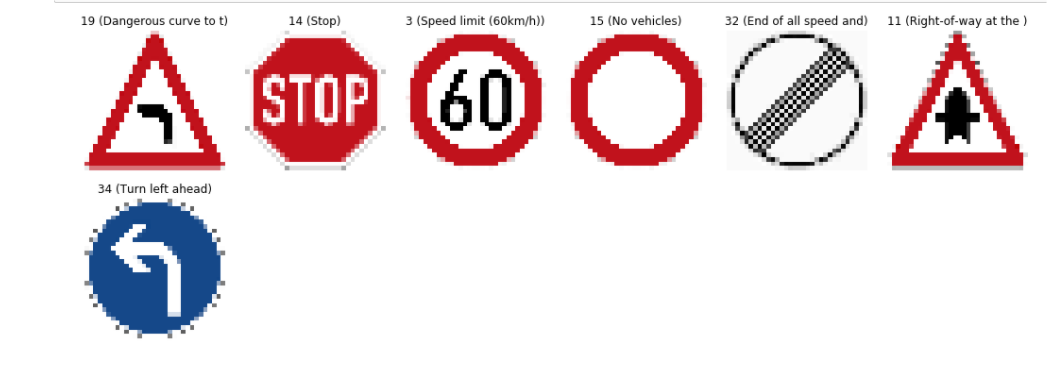 19 (Dangerous curve to t)
14 (Stop)
3 (Speed limit (60km/h))
15 (No vehicles)
32 (End of all speed and)
11 (Right-of-way at the )
STOP
60
34 (Turn left ahead)